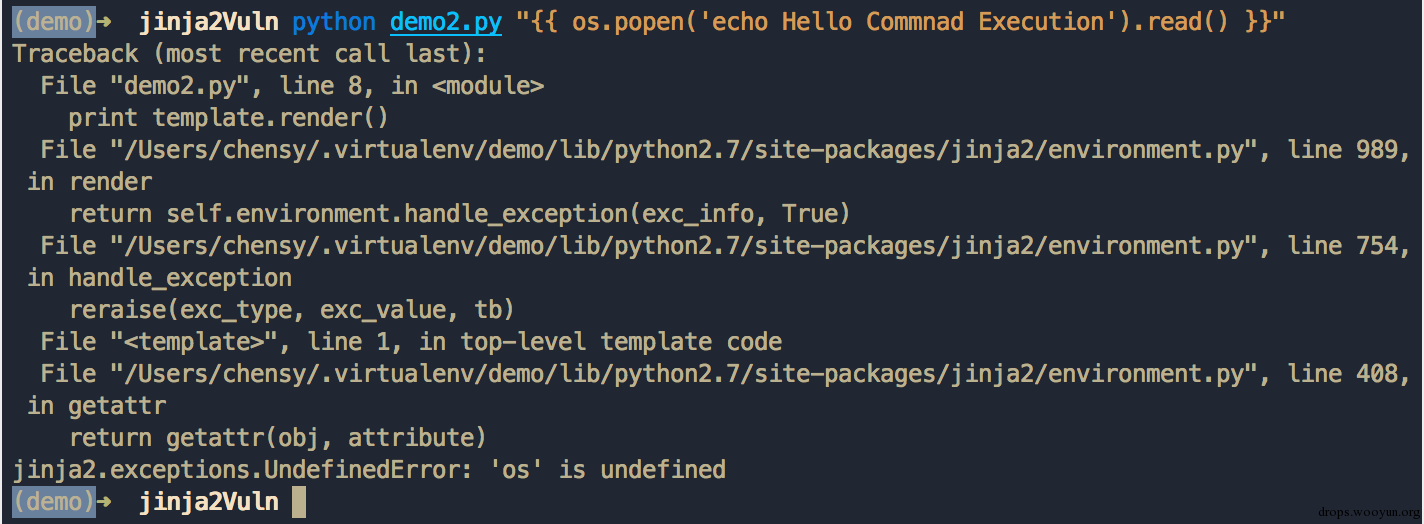 (demo)➜  jinja2Vuln python demo2.py "{{ os.popen('echo Hello Commnad Execution').read() }}"
Traceback (most recent call last):
  File "demo2.py", line 8, in <module>
    print template.render()
  File "/Users/chensy/.virtualenv/demo/lib/python2.7/site-packages/jinja2/environment.py", line 989,
 in render
    return self.environment.handle_exception(exc_info, True)
  File "/Users/chensy/.virtualenv/demo/lib/python2.7/site-packages/jinja2/environment.py", line 754,
 in handle_exception
    reraise(exc_type, exc_value, tb)
  File "<template>", line 1, in top-level template code
  File "/Users/chensy/.virtualenv/demo/lib/python2.7/site-packages/jinja2/environment.py", line 408,
 in getattr
    return getattr(obj, attribute)
jinja2.exceptions.UndefinedError: 'os' is undefined
(demo)➜  jinja2Vuln
drops.wooyun.org